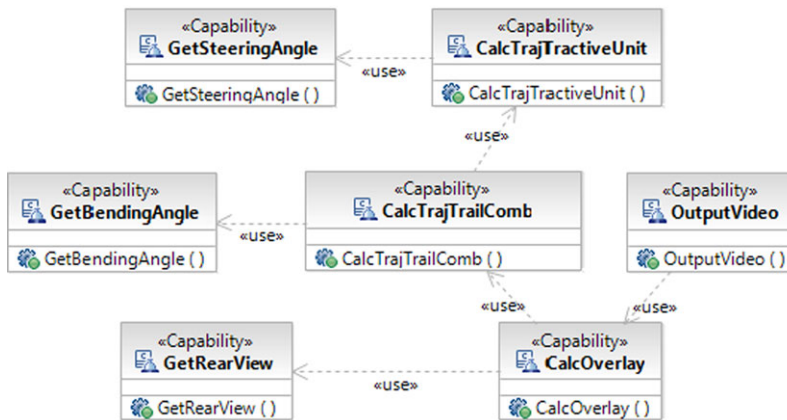 «Capability»
GetSteeringAngle
GetSteeringAngle ( )
«use»
«Capability»
CalcTrajTractiveUnit
CalcTrajTractiveUnit ( )
«use»
«Capability»
GetBendingAngle
GetBendingAngle ( )
«use»
«Capability»
CalcTrajTrailComb
CalcTrajTrailComb ( )
«Capability»
OutputVideo
OutputVideo ( )
«use»
«use»
«Capability»
GetRearView
GetRearView ( )
«use»
«Capability»
CalcOverlay
CalcOverlay ( )